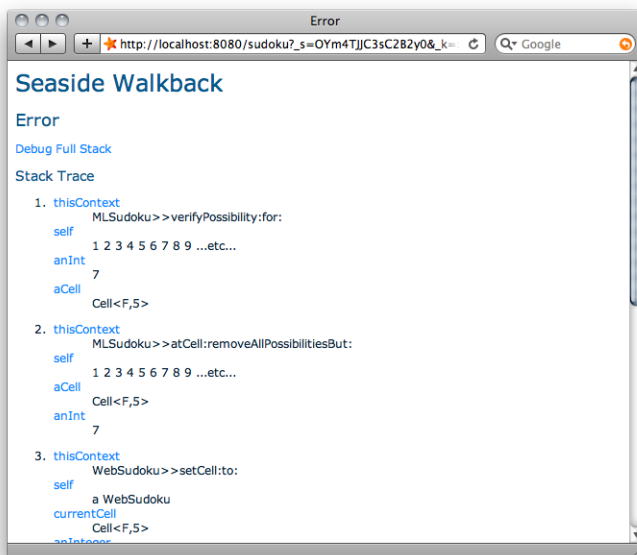 Error
http://localhost:8080/sudoku?_s=OYm4TJJC3sC2B2y0&_k=
Google
Seaside Walkback
Error
Debug Full Stack
Stack Trace
1. thisContext
MLSudoku>>verifyPossibility:for:
self
1 2 3 4 5 6 7 8 9 ...etc...
anInt
7
aCell
Cell<F,5>
2. thisContext
MLSudoku>>atCell:removeAllPossibilitiesBut:
self
1 2 3 4 5 6 7 8 9 ...etc...
aCell
Cell<F,5>
anInt
7
3. thisContext
WebSudoku>>setCell:to:
self
a WebSudoku
currentCell
Cell<F,5>
anInteger